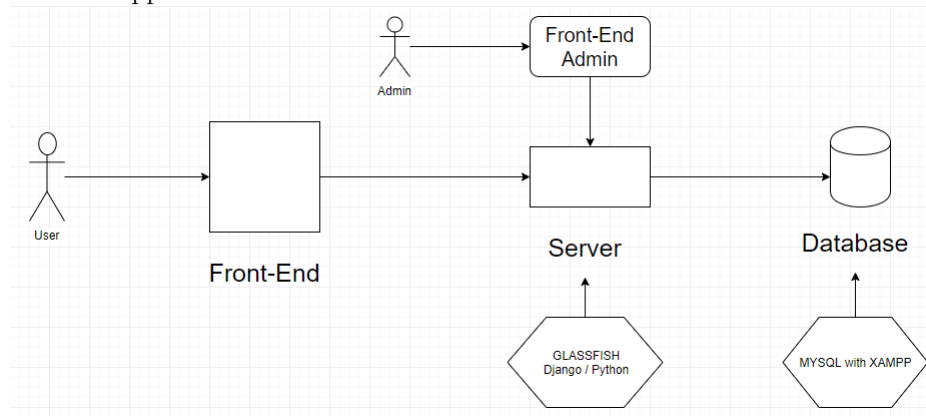 Front-End
Admin
Admin
User
Front-End
Server
Database
GLASSFISH
Django / Python
MYSQL with XAMPP